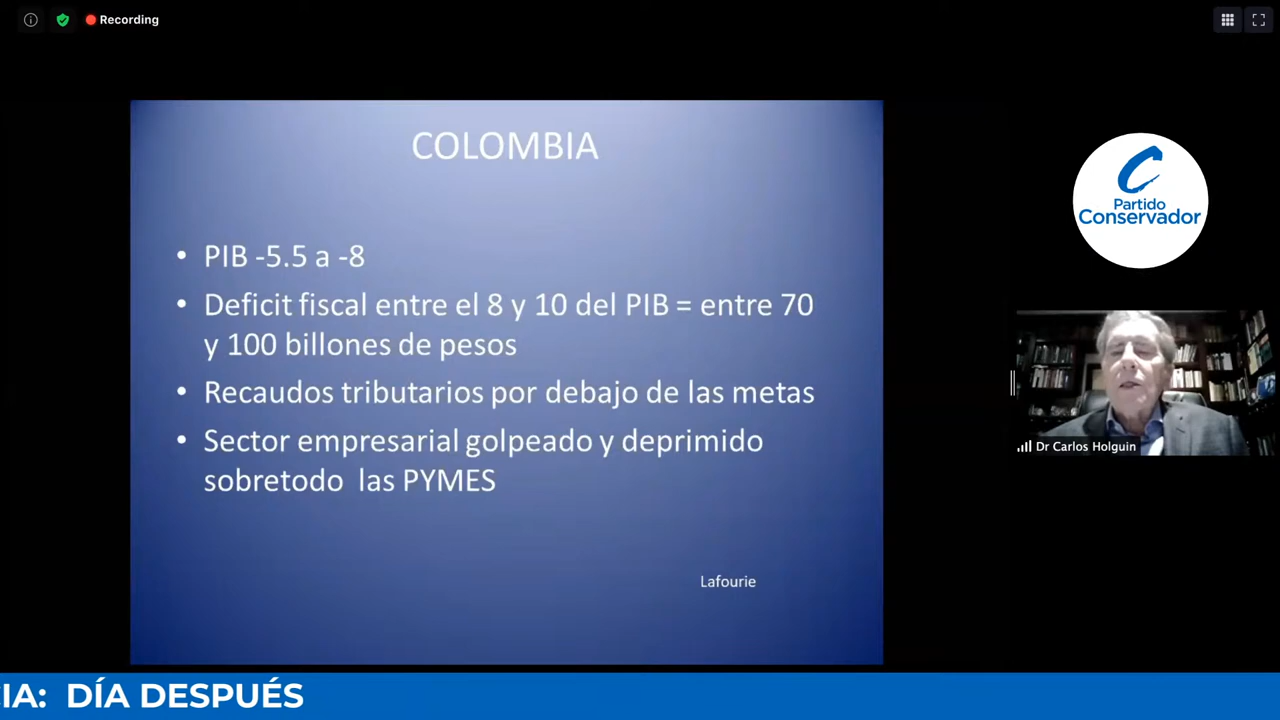 Recording
COLOMBIA
• PIB -5.5 a -8
• Deficit fiscal entre el 8 y 10 del PIB = entre 70
y 100 billones de pesos
• Recaudos tributarios por debajo de las metas
• Sector empresarial golpeado y deprimido
sobretodo las PYMES
Lafourie
Partido
Conservador
Dr Carlos Holguin
CIA: DÍA DESPUÉS